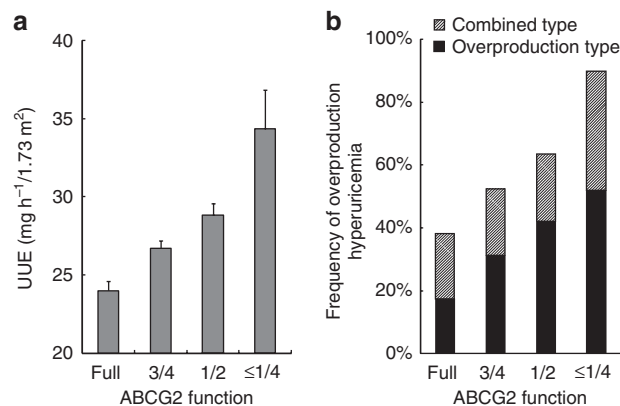 a
40
35
30
25
20
UUE (mg h⁻¹/1.73 m²)
Full 3/4 1/2 ≤1/4
ABCG2 function
b
Combined type
Overproduction type
100%
80%
60%
40%
20%
0%
Frequency of overproduction
hyperuricemia
Full 3/4 1/2 ≤1/4
ABCG2 function